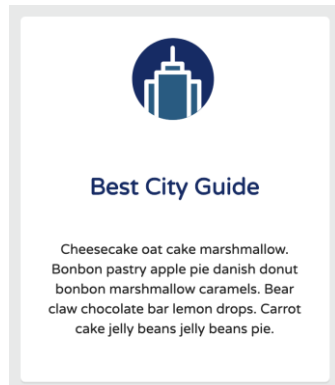 Best City Guide
Cheesecake oat cake marshmallow.
Bonbon pastry apple pie danish donut
bonbon marshmallow caramels. Bear
claw chocolate bar lemon drops. Carrot
cake jelly beans jelly beans pie.